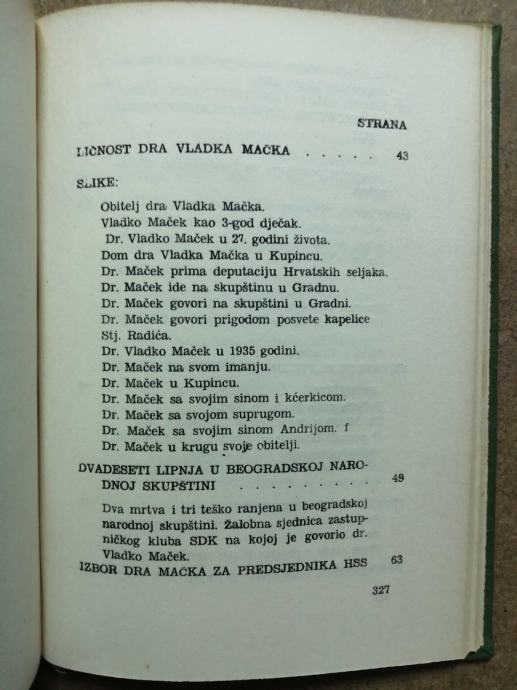 STRANA
LIČNOST DRA VLADKA MAČKA . . . . . 43
SLIKE:
Obitelj dra Vladka Mačka.
Vladko Maček kao 3-god dječak.
Dr. Vladko Maček u 27. godini života.
Dom dra Vladka Mačka u Kupincu.
Dr. Maček prima deputaciju Hrvatskih seljaka.
Dr. Maček ide na skupštinu u Gradnu.
Dr. Maček govori na skupštini u Gradni.
Dr. Maček govori prigodom posvete kapelice
Stj. Radića.
Dr. Vladko Maček u 1935 godini.
Dr. Maček na svom imanju.
Dr. Maček u Kupincu.
Dr. Maček sa svojim sinom i kćerkicom.
Dr. Maček sa svojom suprugom.
Dr. Maček sa svojim sinom Andrijom. f
Dr. Maček u krugu svoje obitelji.
DVADESETI LIPNJA U BEOGRADSKOJ NARO-
DNOJ SKUPŠTINI . . . . . . . . . 49
Dva mrtva i tri teško ranjena u beogradskoj
narodnoj skupštini. Žalobna sjednica zastup-
ničkog kluba SDK na kojoj je govorio dr.
Vladko Maček.
IZBOR DRA MAČKA ZA PREDSJEDNIKA HSS 63
327